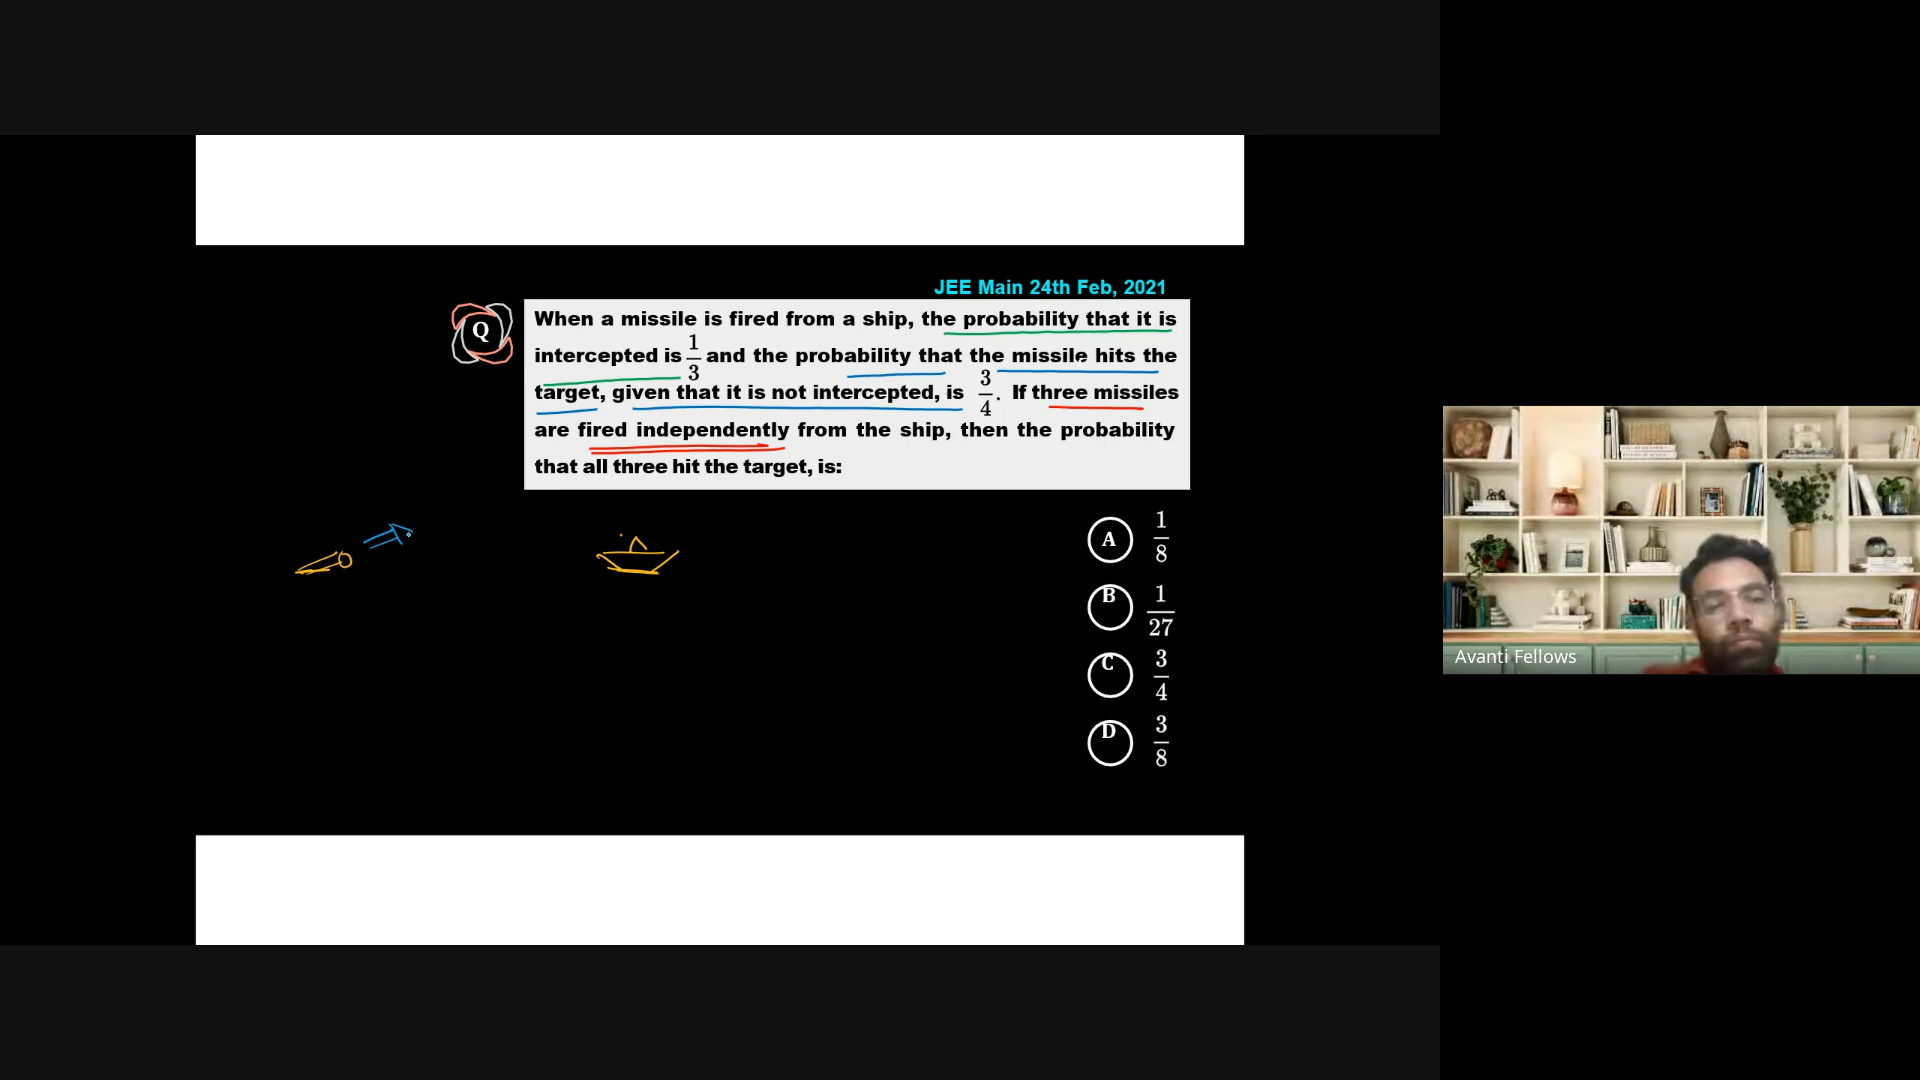 JEE Main 24th Feb, 2021
Q
When a missile is fired from a ship, the probability that it is
intercepted is 1/3 and the probability that the missile hits the
target, given that it is not intercepted, is 3/4. If three missiles
are fired independently from the ship, then the probability
that all three hit the target, is:
A 1/8
B 1/27
C 3/4
D 3/8
Avanti Fellows